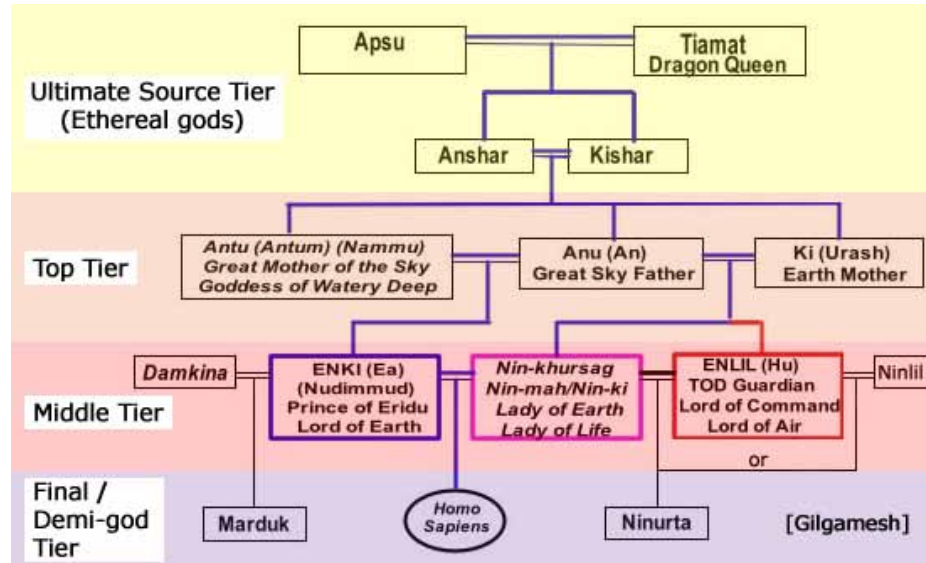 Apsu
Tiamat
Dragon Queen
Ultimate Source Tier
(Ethereal gods)
Anshar
Kishar
Top Tier
Antu (Antum) (Nammu)
Great Mother of the Sky
Goddess of Watery Deep
Anu (An)
Great Sky Father
Ki (Urash)
Earth Mother
Middle Tier
Damkina
ENKI (Ea)
(Nudimmud)
Prince of Eridu
Lord of Earth
Nin-khursag
Nin-mah/Nin-ki
Lady of Earth
Lady of Life
ENLIL (Hu)
TOD Guardian
Lord of Command
Lord of Air
Ninlil
or
Final /
Demi-god
Tier
Marduk
Homo
Sapiens
Ninurta
[Gilgamesh]